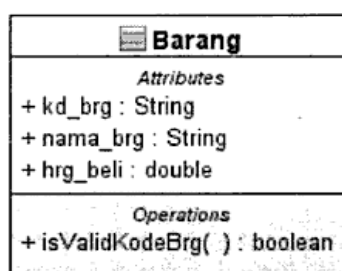 Barang
Attributes
+ kd_brg : String
+ nama_brg : String
+ hrg_beli : double
Operations
+ isValidKodeBrg( ) : boolean